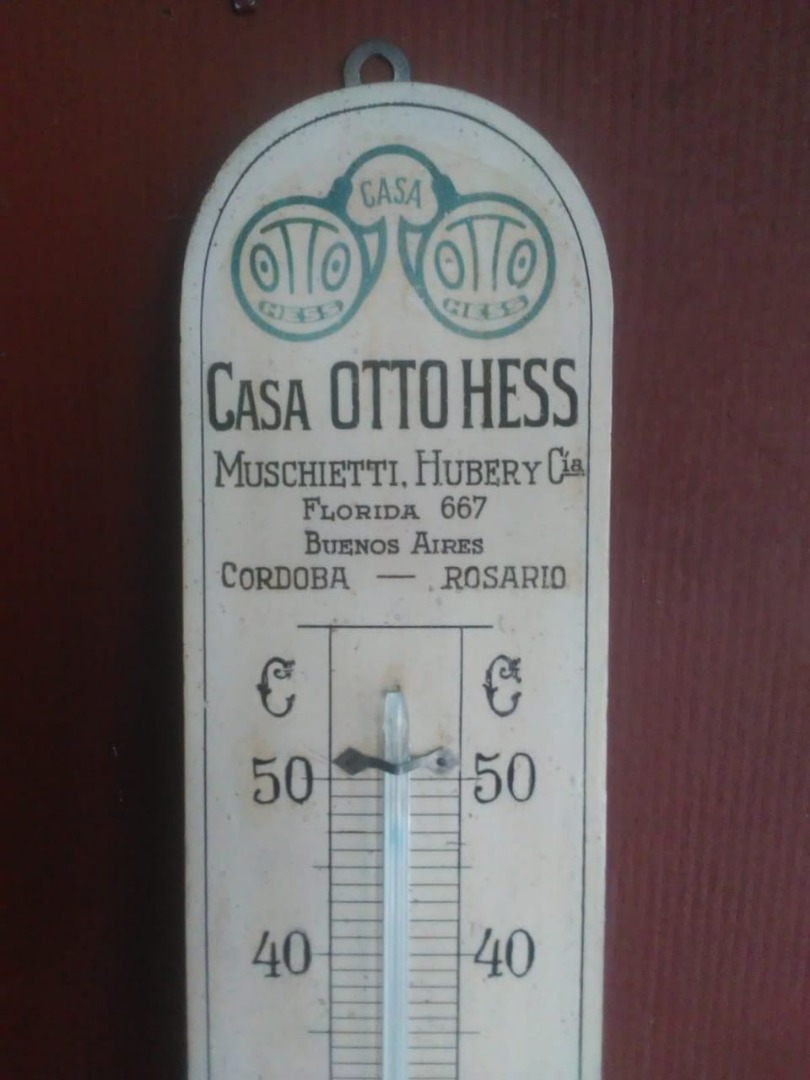 CASA
OTTO HESS
OTTO HESS
CASA OTTO HESS
MUSCHIETTI, HUBER Y Cía
FLORIDA 667
BUENOS AIRES
CORDOBA — ROSARIO
C C
50 50
40 40